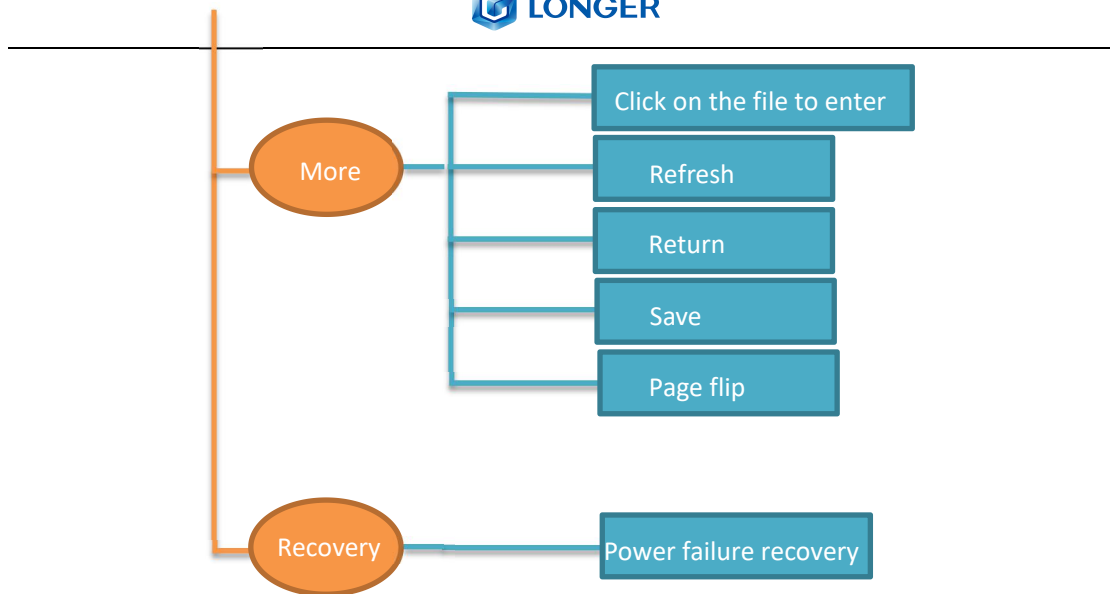 LONGER
Click on the file to enter
More
Refresh
Return
Save
Page flip
Recovery
Power failure recovery